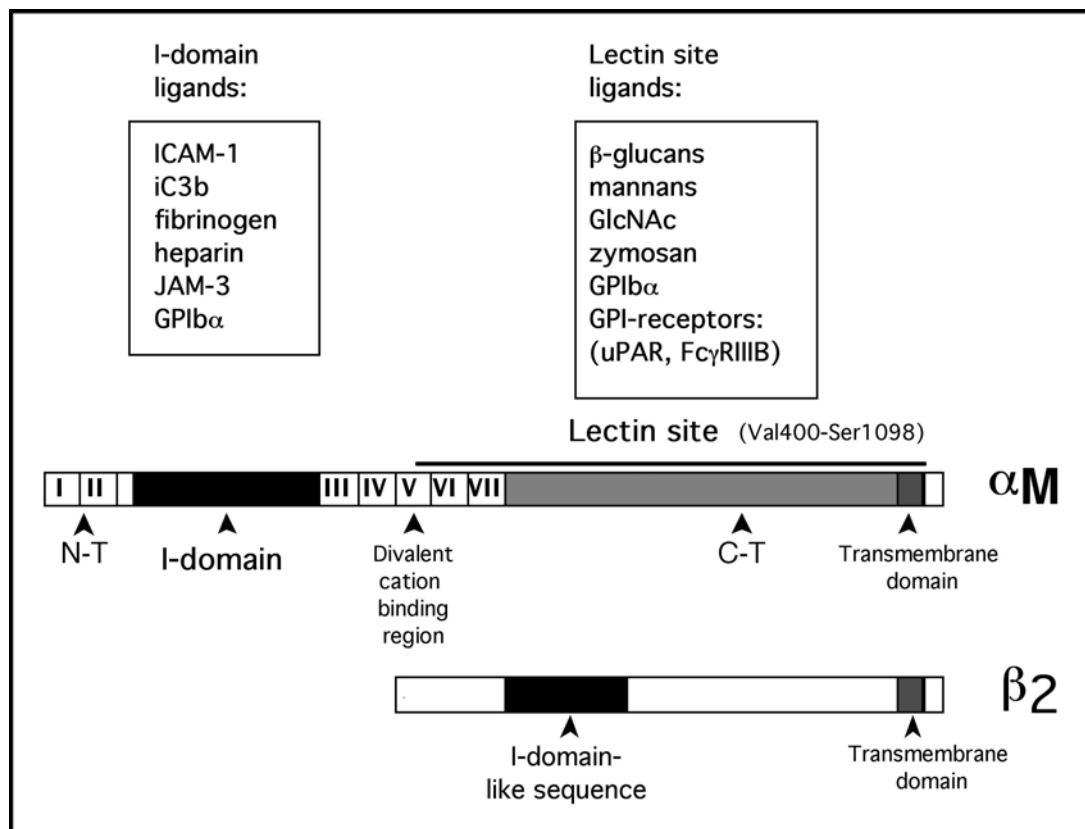 I-domain
ligands:
ICAM-1
iC3b
fibrinogen
heparin
JAM-3
GPIbα
Lectin site
ligands:
β-glucans
mannans
GlcNAc
zymosan
GPIbα
GPI-receptors:
(uPAR, FcγRIIIB)
Lectin site (Val400-Ser1098)
I II III IV V VI VII
αM
N-T
I-domain
Divalent
cation
binding
region
C-T
Transmembrane
domain
β2
I-domain-
like sequence
Transmembrane
domain